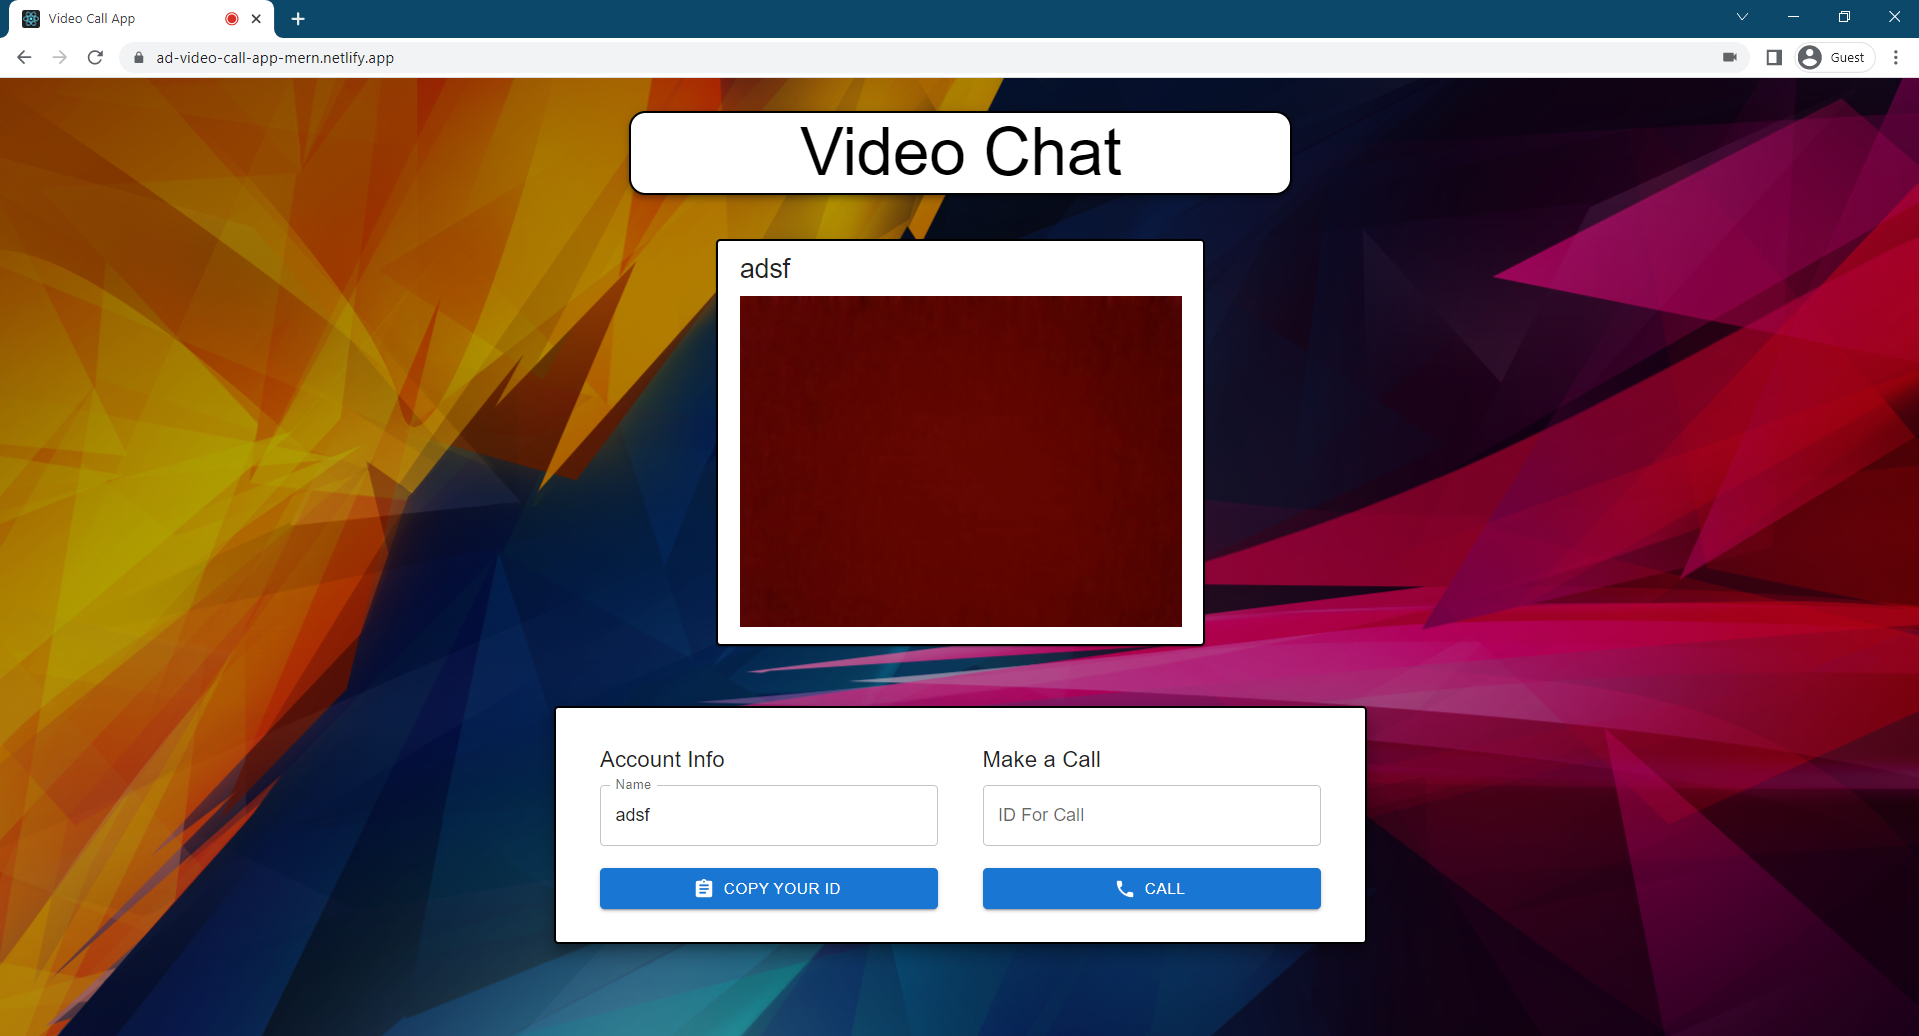 Video Call App
ad-video-call-app-mern.netlify.app
Guest
Video Chat
adsf
Account Info
Name
adsf
COPY YOUR ID
Make a Call
ID For Call
CALL